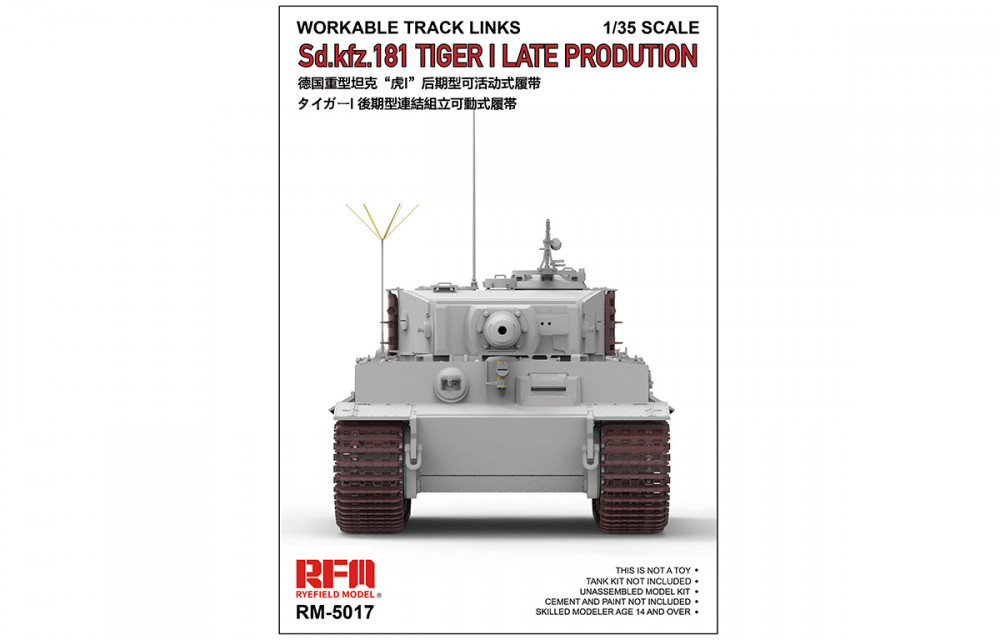 WORKABLE TRACK LINKS 1/35 SCALE
Sd.kfz.181 TIGER I LATE PRODUTION
德国重型坦克“虎I”后期型可活动式履带
タイガーI 後期型連結組立可動式履帯
RFM
RYEFIELD MODEL®
RM-5017
THIS IS NOT A TOY •
TANK KIT NOT INCLUDED •
UNASSEMBLED MODEL KIT •
CEMENT AND PAINT NOT INCLUDED •
SKILLED MODELER AGE 14 AND OVER •